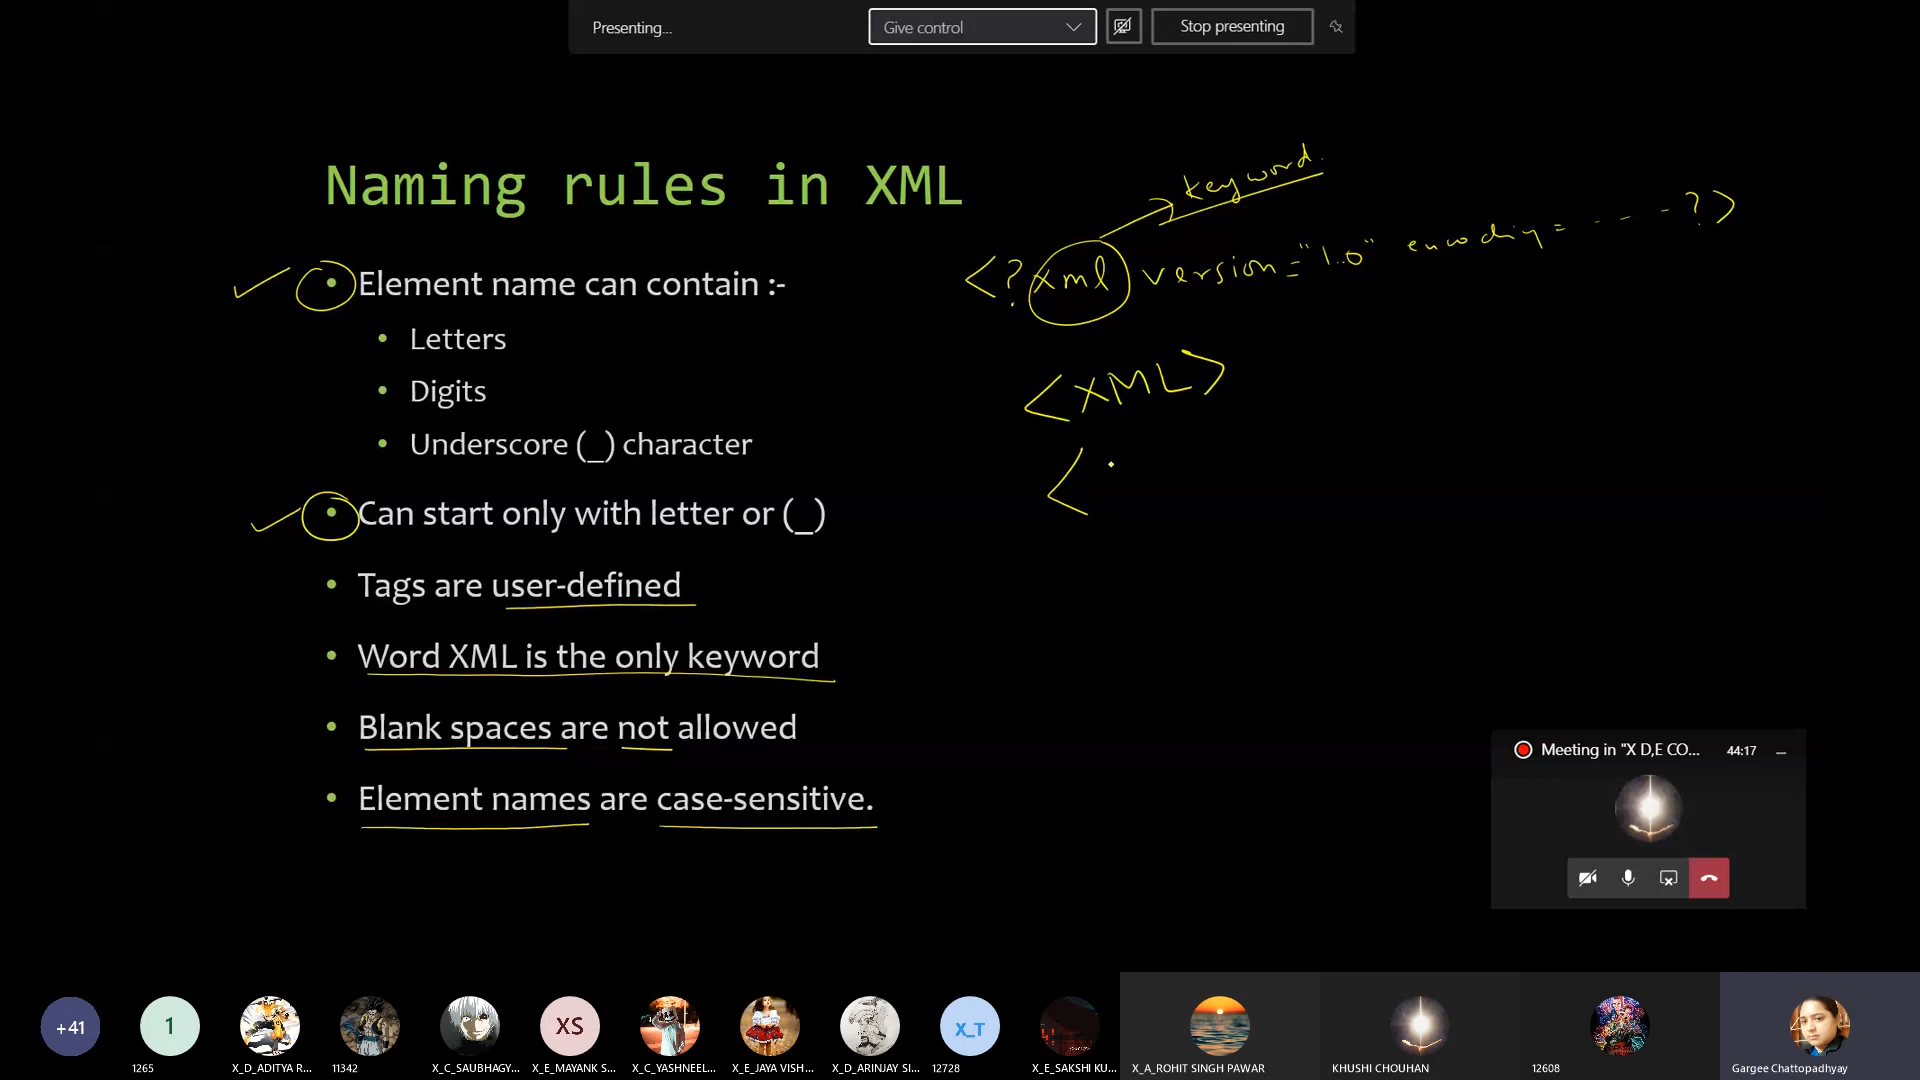 Presenting...
Give control
Stop presenting
Naming rules in XML
keyword.
• Element name can contain :-
<?xml version="1.0" encoding= - - - - ?>
• Letters
<XML>
• Digits
• Underscore (_) character
<
• Can start only with letter or (_)
• Tags are user-defined
• Word XML is the only keyword
• Blank spaces are not allowed
• Element names are case-sensitive.
Meeting in "X D,E CO... 44:17
+41
1
XS
X_T
1265
X_D_ADITYA R...
11342
X_C_SAUBHAGY...
X_E_MAYANK S...
X_C_YASHNEEL...
X_E_JAYA VISH...
X_D_ARINJAY SI...
12728
X_E_SAKSHI KU...
X_A_ROHIT SINGH PAWAR
KHUSHI CHOUHAN
12608
Gargee Chattopadhyay